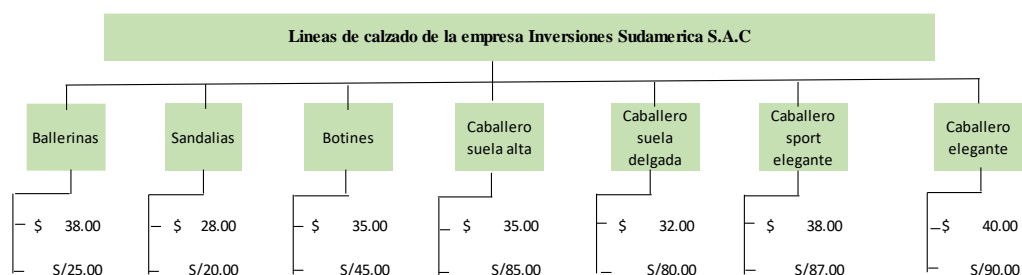 Lineas de calzado de la empresa Inversiones Sudamerica S.A.C
Ballerinas
$ 38.00
S/25.00
Sandalias
$ 28.00
S/20.00
Botines
$ 35.00
S/45.00
Caballero
suela alta
$ 35.00
S/85.00
Caballero
suela
delgada
$ 32.00
S/80.00
Caballero
sport
elegante
$ 38.00
S/87.00
Caballero
elegante
$ 40.00
S/90.00